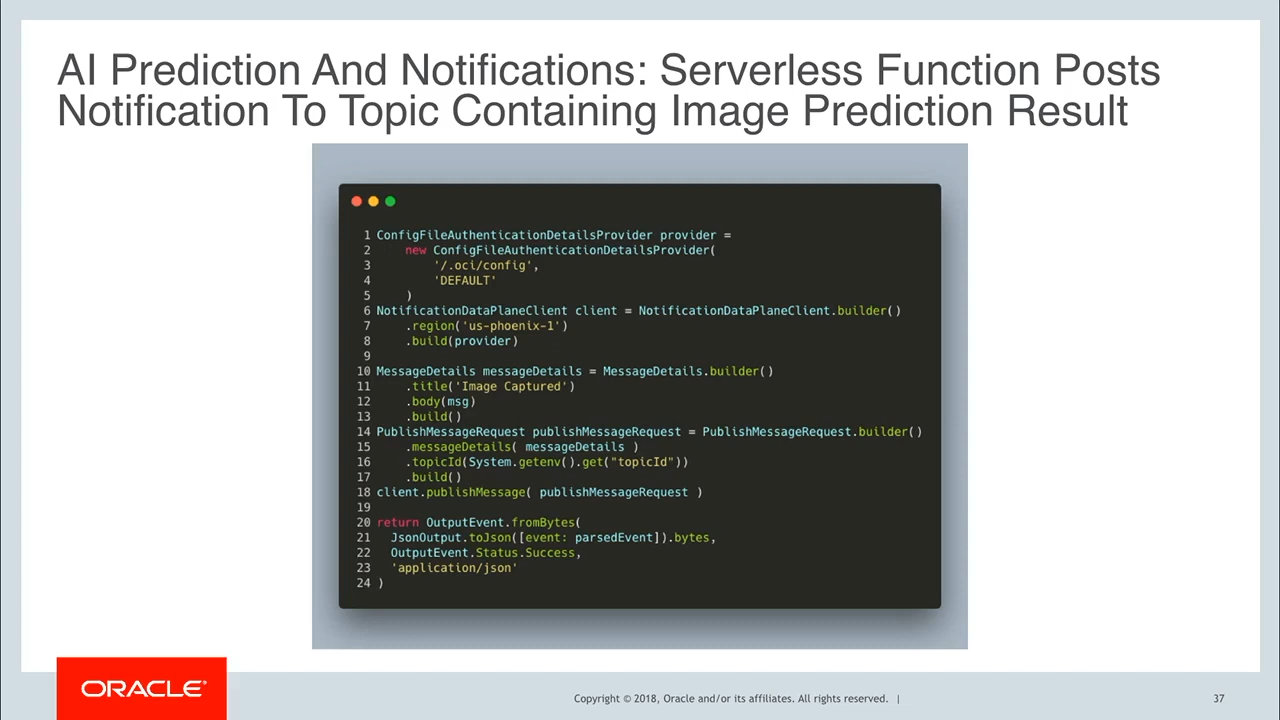 AI Prediction And Notifications: Serverless Function Posts
Notification To Topic Containing Image Prediction Result
1 ConfigFileAuthenticationDetailsProvider provider =
2     new ConfigFileAuthenticationDetailsProvider(
3         '/.oci/config',
4         'DEFAULT'
5     )
6 NotificationDataPlaneClient client = NotificationDataPlaneClient.builder()
7     .region('us-phoenix-1')
8     .build(provider)
9
10 MessageDetails messageDetails = MessageDetails.builder()
11     .title('Image Captured')
12     .body(msg)
13     .build()
14 PublishMessageRequest publishMessageRequest = PublishMessageRequest.builder()
15     .messageDetails( messageDetails )
16     .topicId(System.getenv().get("topicId"))
17     .build()
18 client.publishMessage( publishMessageRequest )
19
20 return OutputEvent.fromBytes(
21   JsonOutput.toJson([event: parsedEvent]).bytes,
22   OutputEvent.Status.Success,
23   'application/json'
24 )
ORACLE®
Copyright © 2018, Oracle and/or its affiliates. All rights reserved. |
37